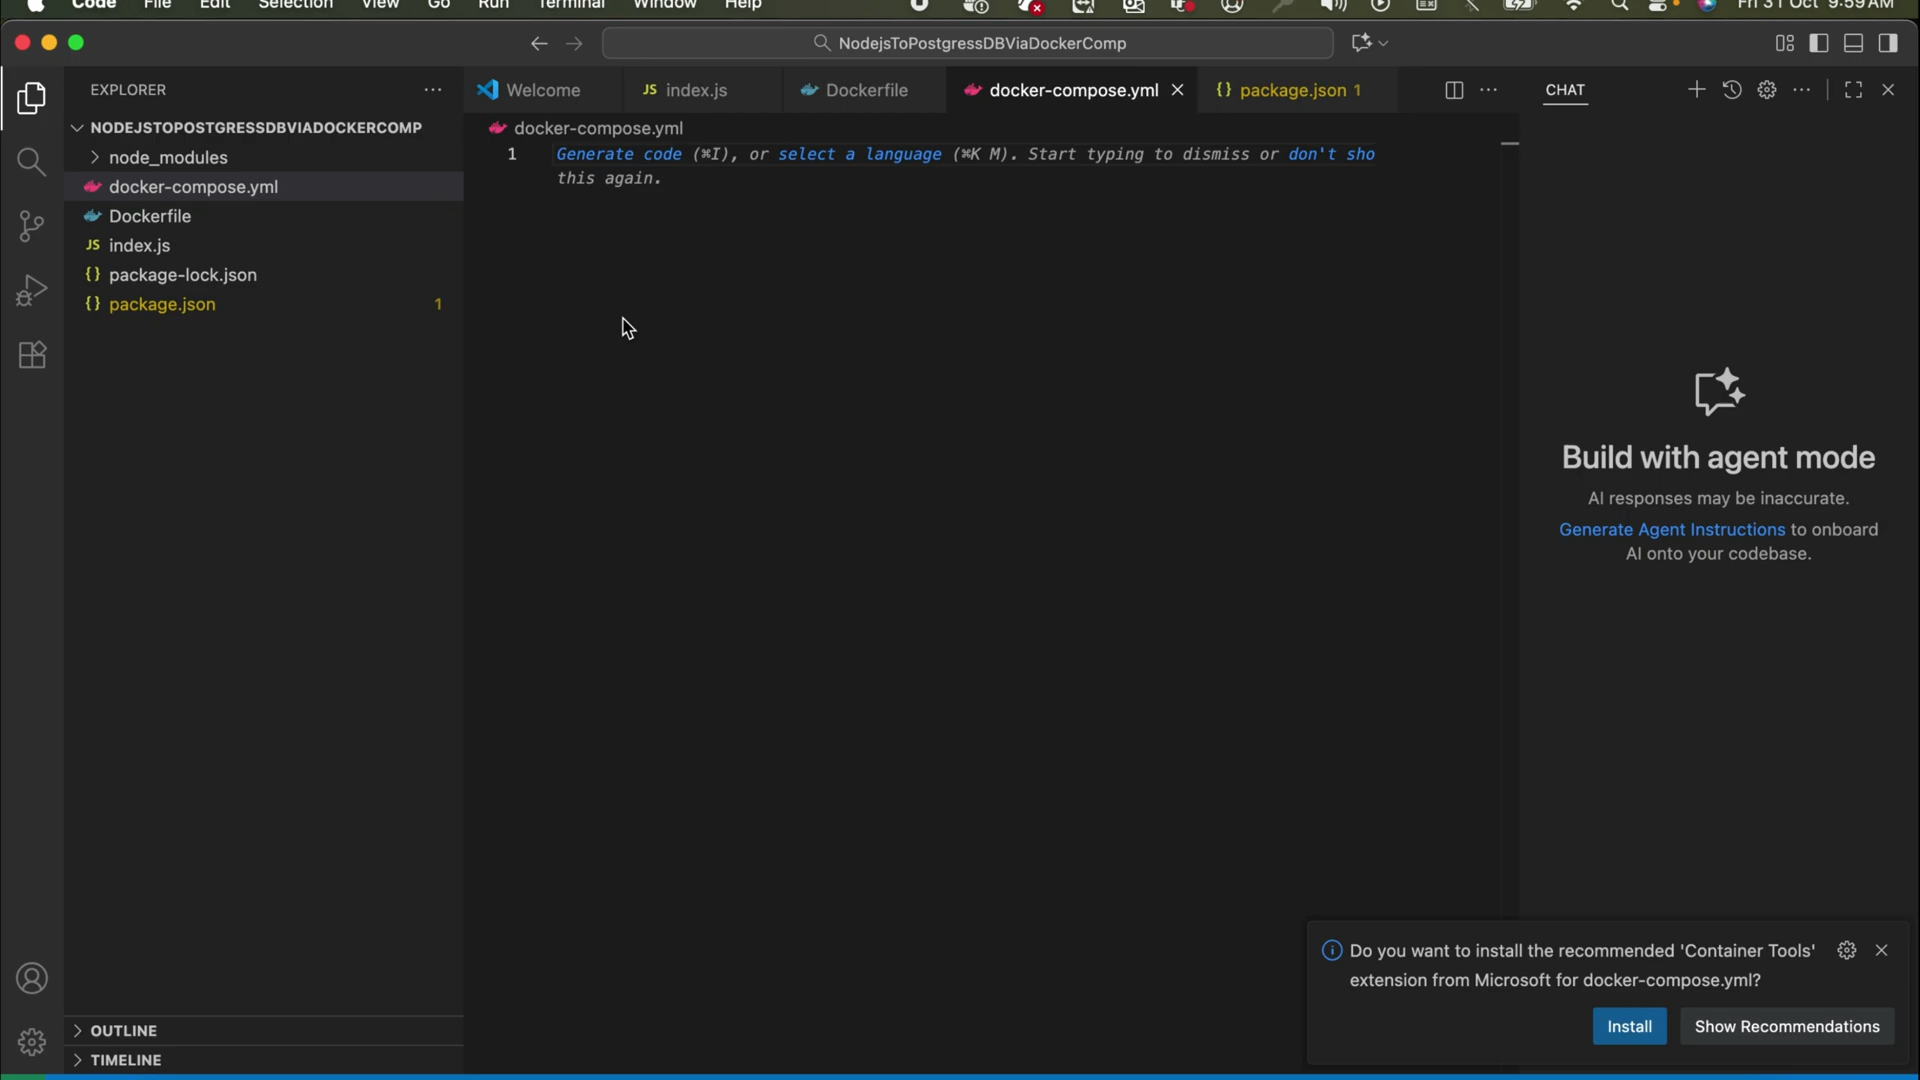 Code File Edit Selection View Go Run Terminal Window Help Fri 31 Oct 9:59 AM
NodejsToPostgressDBViaDockerComp
EXPLORER
NODEJSTOPOSTGRESSDBVIADOCKERCOMP
node_modules
docker-compose.yml
Dockerfile
JS index.js
{} package-lock.json
{} package.json 1
OUTLINE
TIMELINE
Welcome JS index.js Dockerfile docker-compose.yml {} package.json 1
docker-compose.yml
1 Generate code (⌘I), or select a language (⌘K M). Start typing to dismiss or don't sho
this again.
CHAT
Build with agent mode
AI responses may be inaccurate.
Generate Agent Instructions to onboard
AI onto your codebase.
Do you want to install the recommended 'Container Tools'
extension from Microsoft for docker-compose.yml?
Install Show Recommendations